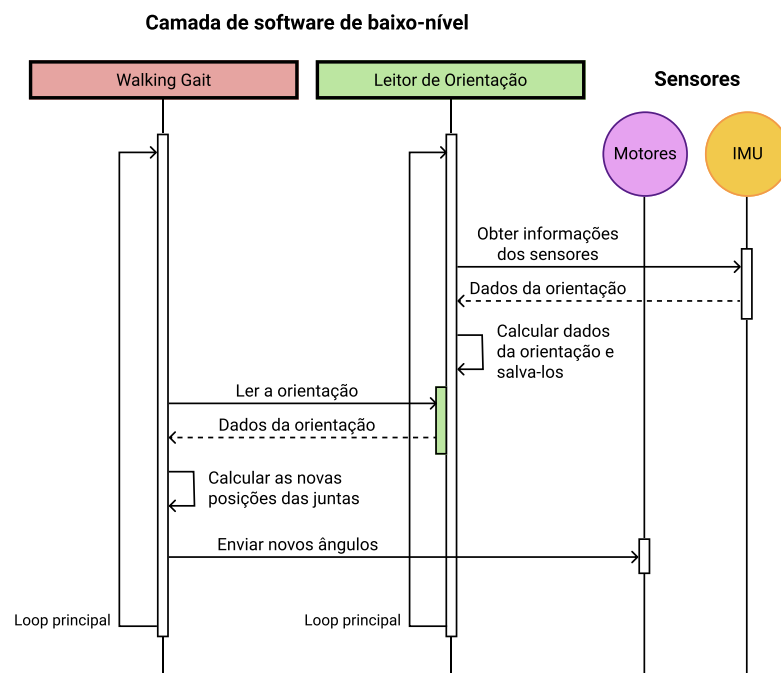 Camada de software de baixo-nível
Walking Gait
Leitor de Orientação
Sensores
Motores
IMU
Obter informações
dos sensores
Dados da orientação
Calcular dados
da orientação e
salva-los
Ler a orientação
Dados da orientação
Calcular as novas
posições das juntas
Enviar novos ângulos
Loop principal
Loop principal